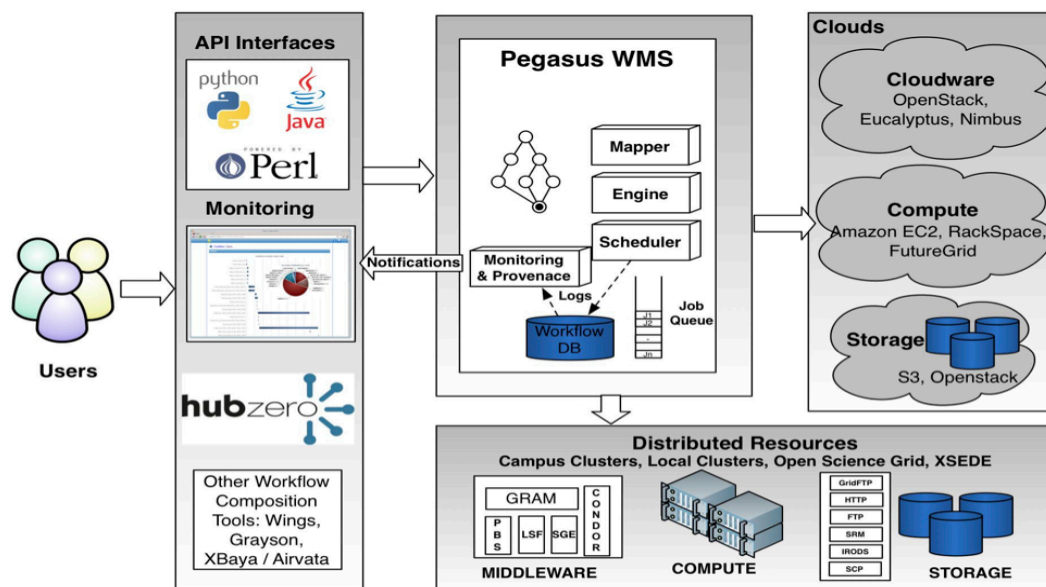 API Interfaces
python
Java
POWERED BY
Perl
Monitoring
Users
hubzero
Other Workflow
Composition
Tools: Wings,
Grayson,
XBaya / Airvata
Notifications
Pegasus WMS
Mapper
Engine
Scheduler
Monitoring
& Provenace
Logs
Workflow
DB
Job
Queue
J1
J2
-
Jn
Clouds
Cloudware
OpenStack,
Eucalyptus, Nimbus
Compute
Amazon EC2, RackSpace,
FutureGrid
Storage
S3, Openstack
Distributed Resources
Campus Clusters, Local Clusters, Open Science Grid, XSEDE
GRAM
PBS
LSF
SGE
CONDOR
MIDDLEWARE
COMPUTE
GridFTP
HTTP
FTP
SRM
IRODS
SCP
STORAGE